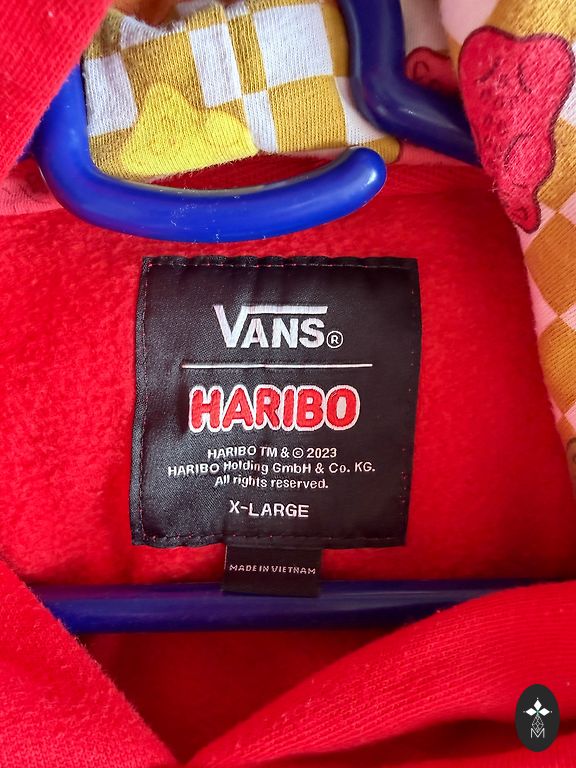 VANS®
HARIBO
HARIBO TM & © 2023
HARIBO Holding GmbH & Co. KG.
All rights reserved.
X-LARGE
MADE IN VIETNAM
M